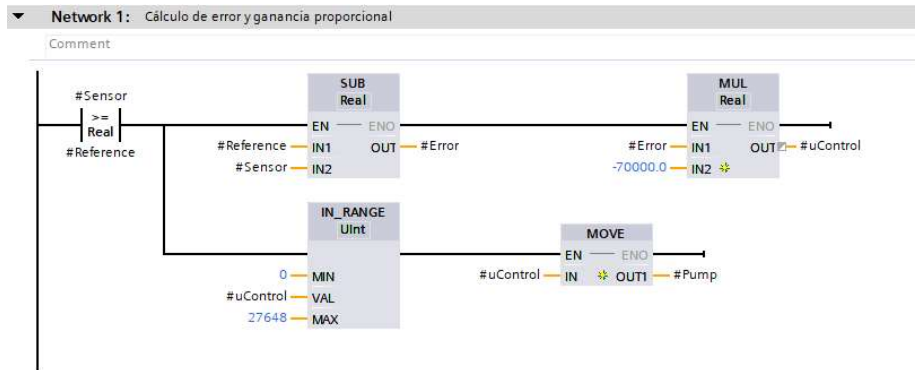 Network 1: Cálculo de error y ganancia proporcional
Comment
#Sensor
>=
Real
#Reference
SUB
Real
EN ENO
#Reference IN1 OUT #Error
#Sensor IN2
MUL
Real
EN ENO
#Error IN1 OUT #uControl
-70000.0 IN2
IN_RANGE
UInt
0 MIN
#uControl VAL
27648 MAX
MOVE
EN ENO
#uControl IN OUT1 #Pump